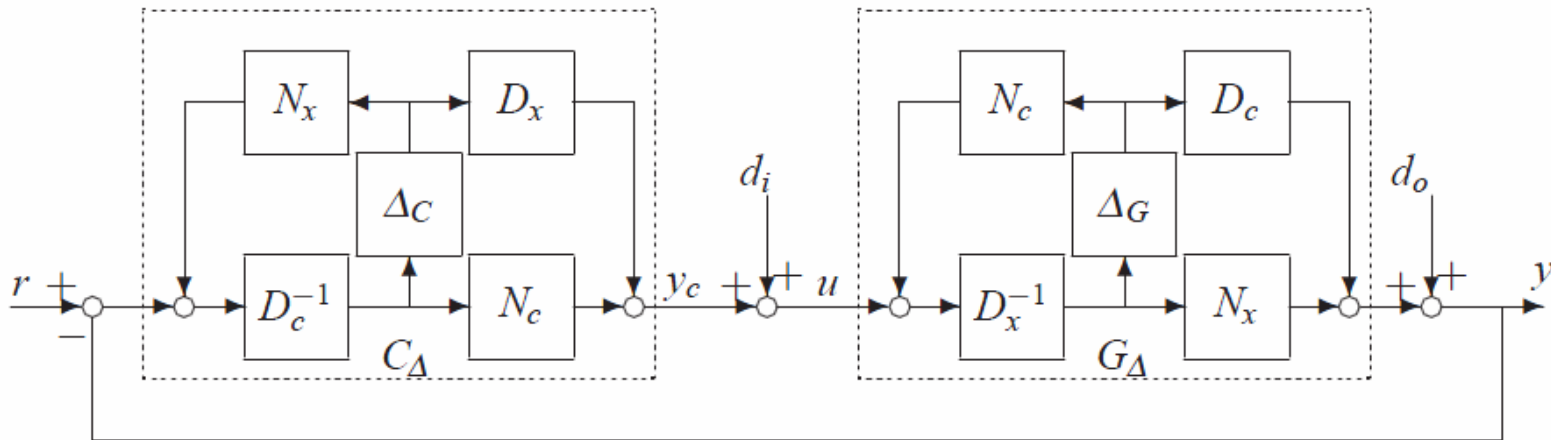 N_x D_x N_c D_c
Δ_C d_i Δ_G d_o
r + y_c + + u + + y
D_c^{-1} N_c D_x^{-1} N_x
− C_Δ G_Δ